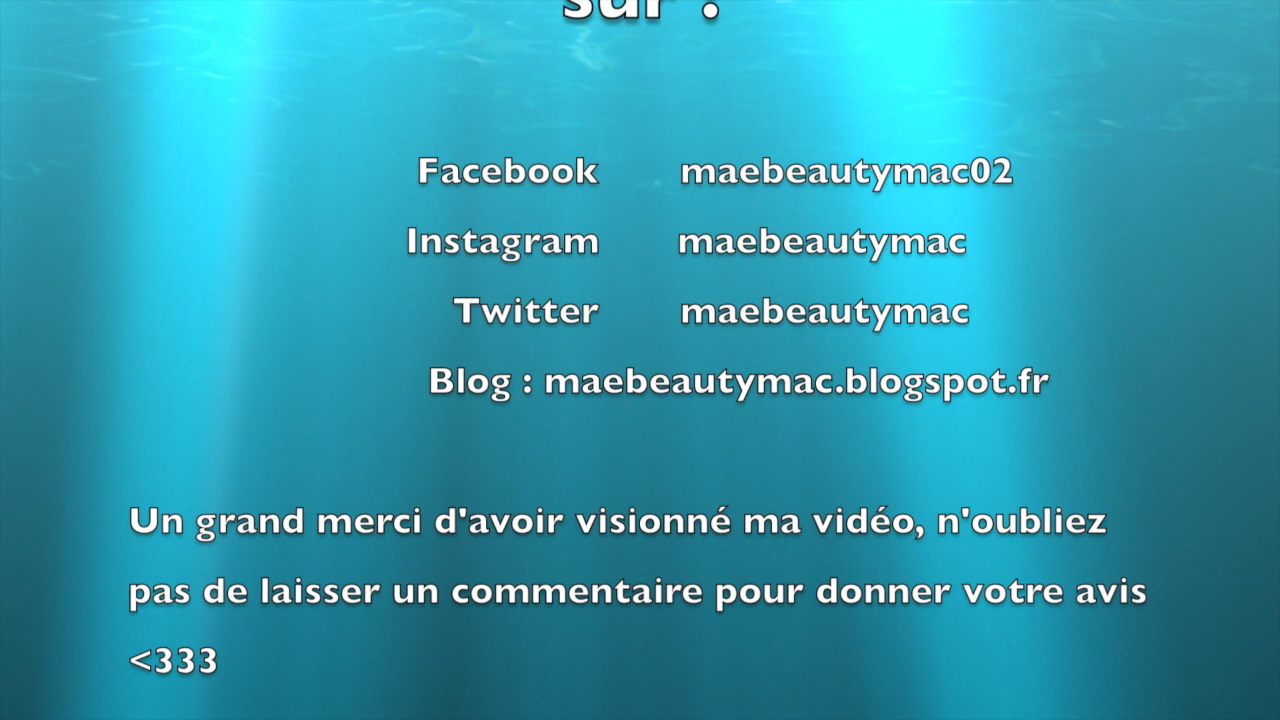 sur :
Facebook maebeautymac02
Instagram maebeautymac
Twitter maebeautymac
Blog : maebeautymac.blogspot.fr
Un grand merci d'avoir visionné ma vidéo, n'oubliez
pas de laisser un commentaire pour donner votre avis
<333